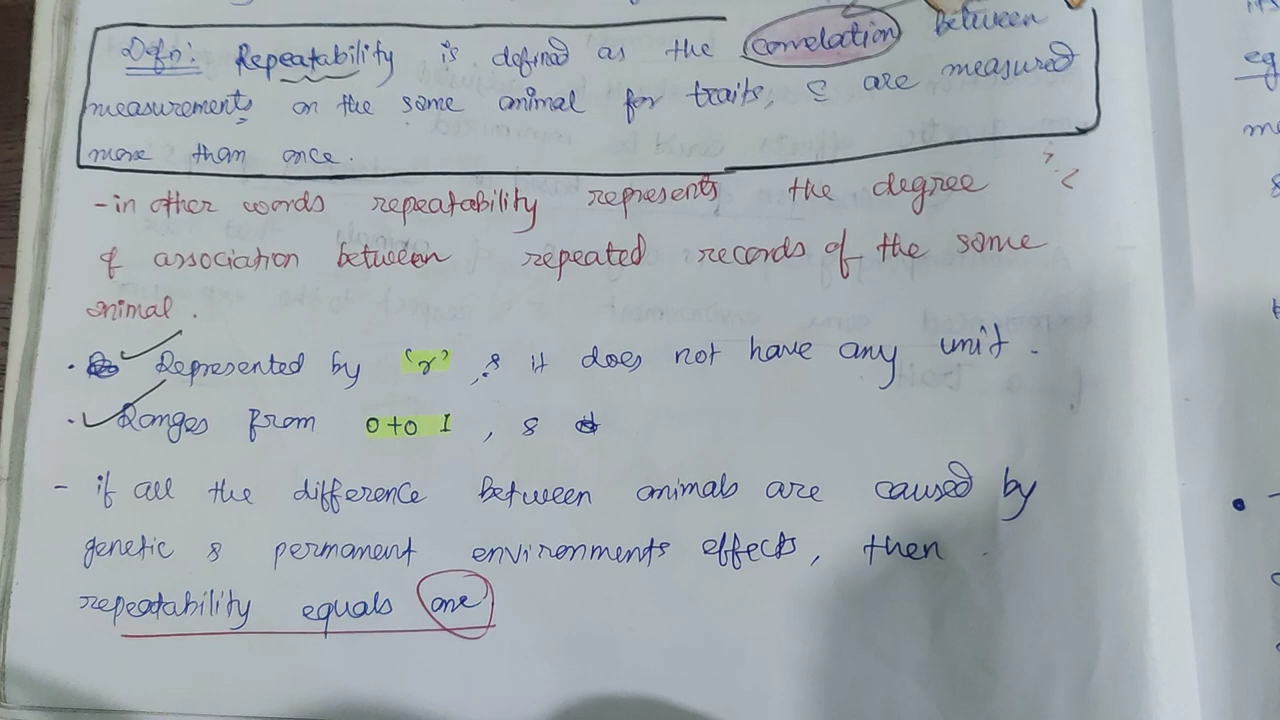 Defn: Repeatability is defined as the correlation between
measurements on the same animal for traits, c̄ are measured
more than once.
- in other words repeatability represents the degree
of association between repeated records of the same
animal.
· Represented by 'r', & it does not have any unit.
· Ranges from 0 to 1, &
- if all the difference between animals are caused by
genetic & permanent environments effects, then
repeatability equals one